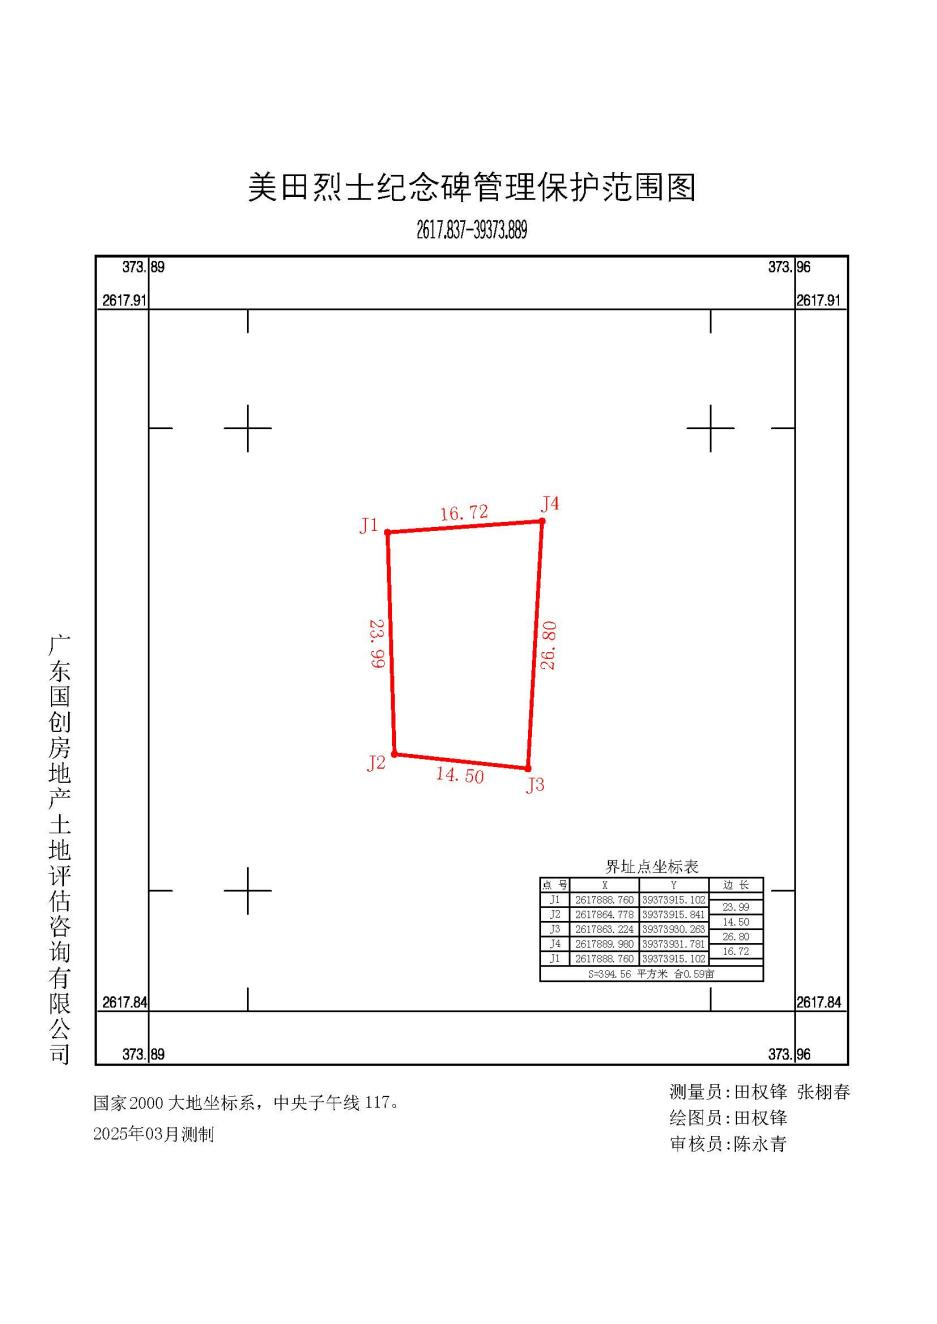 美田烈士纪念碑管理保护范围图
2617.837-39373.889
373.89 373.96
2617.91 2617.91
J4
16.72
J1
23.99
26.80
J2
14.50
J3
广东国创房地产土地评估咨询有限公司
界址点坐标表
点 号 X Y 边 长
J1 2617888.760 39373915.102
23.99
J2 2617864.778 39373915.841
14.50
J3 2617863.224 39373930.263
26.80
J4 2617889.980 39373931.781
16.72
J1 2617888.760 39373915.102
S=394.56 平方米 合0.59亩
2617.84 2617.84
373.89 373.96
国家2000大地坐标系，中央子午线117。
2025年03月测制
测量员:田权锋 张栩春
绘图员:田权锋
审核员:陈永青